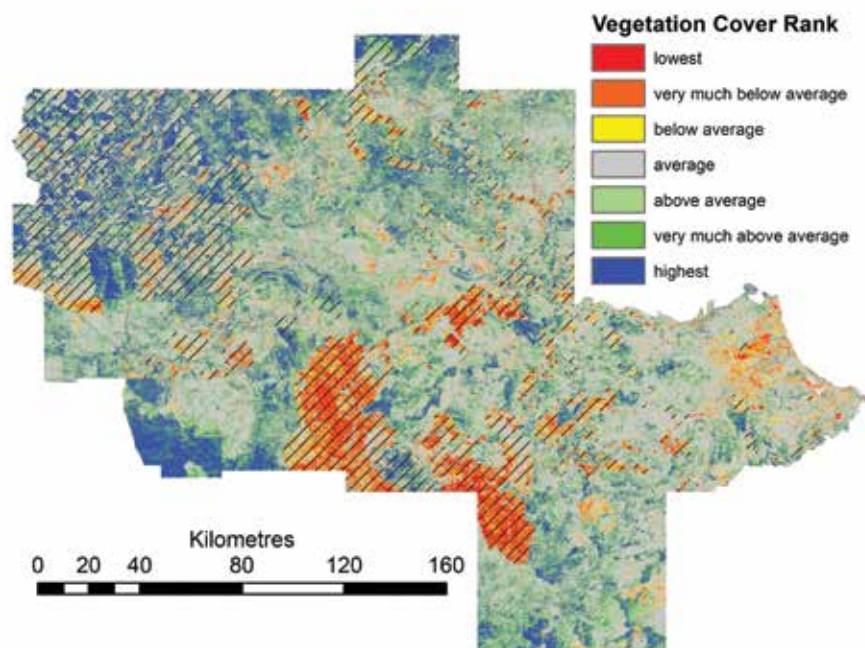 Vegetation Cover Rank
lowest
very much below average
below average
average
above average
very much above average
highest
Kilometres
0 20 40 80 120 160